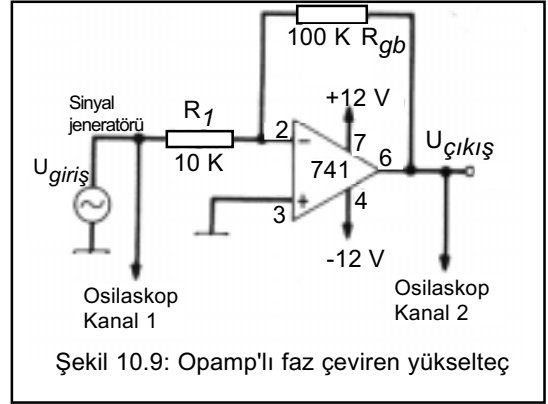 100 K Rgb
+12 V
Sinyal
jeneratörü
R1
Ugiriş
10 K
2
7
Uçıkış
741
6
3
4
-12 V
Osilaskop
Kanal 1
Osilaskop
Kanal 2
Şekil 10.9: Opamp'lı faz çeviren yükselteç